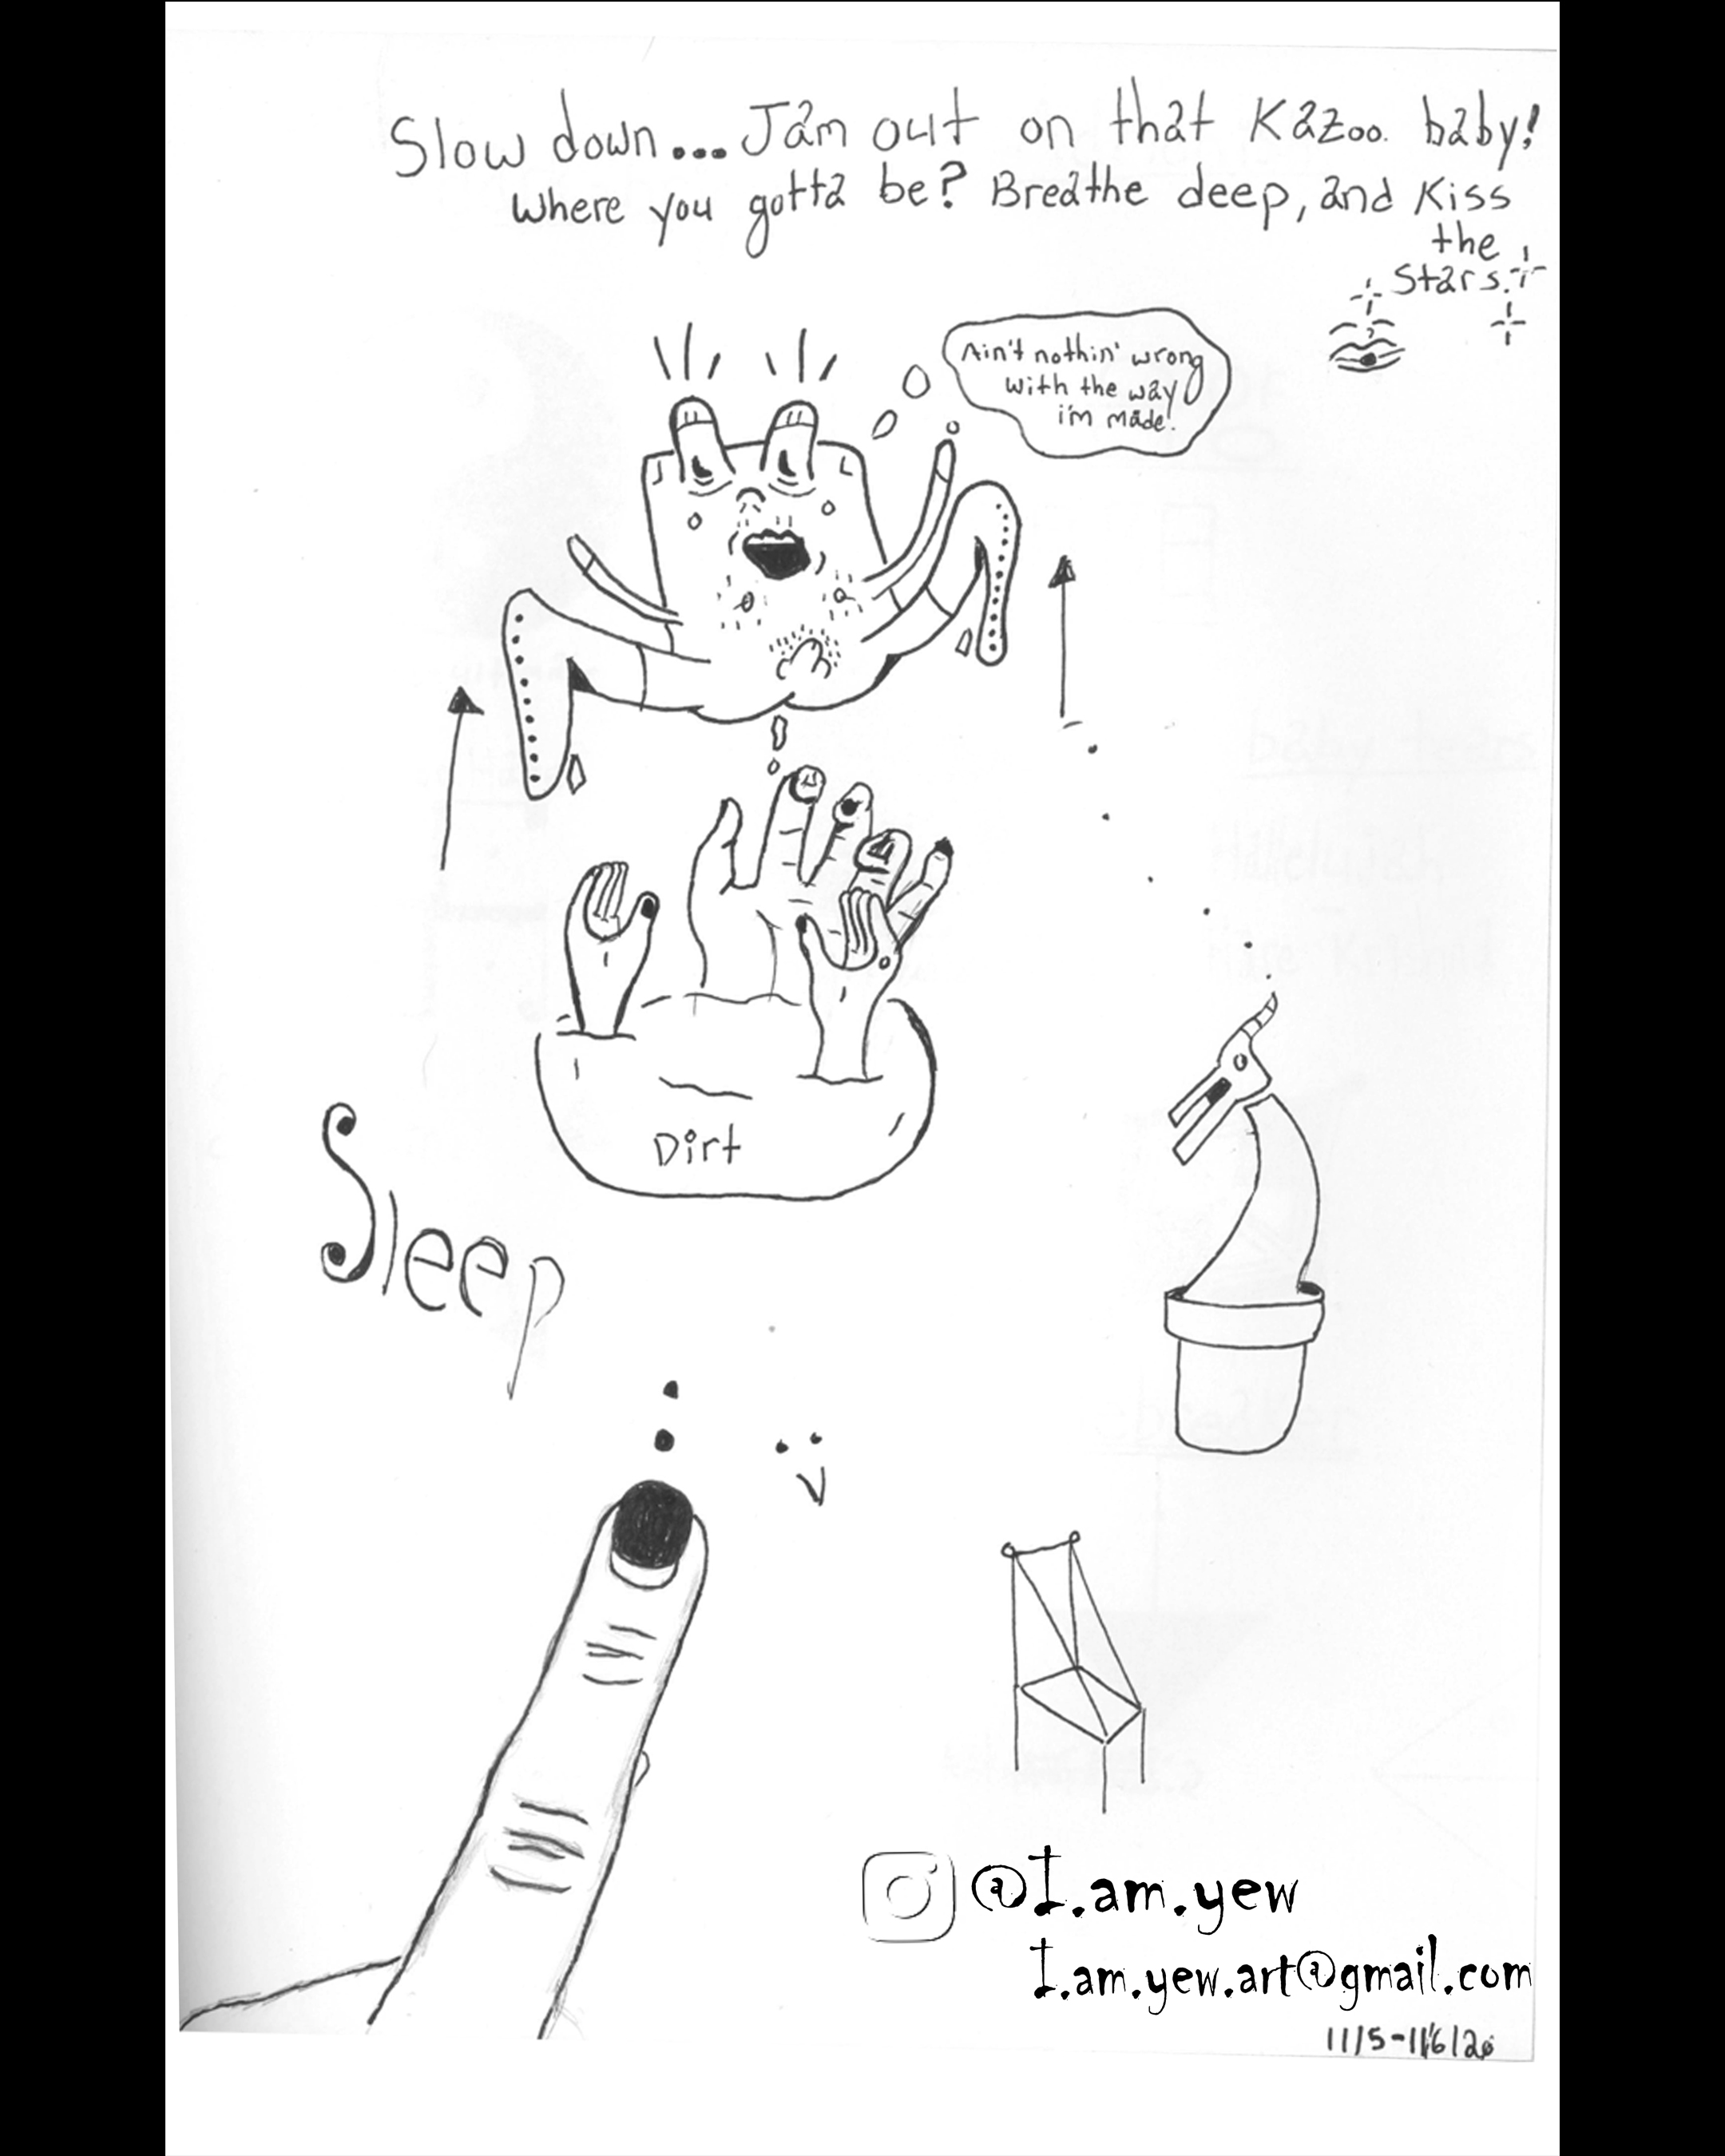 Slow down... Jam out on that Kazoo baby!
Where you gotta be? Breathe deep, and Kiss
the
Stars.
Ain't nothin' wrong
with the way
i'm made!
Dirt
Sleep
@I.am.yew
I.am.yew.art@gmail.com
11/5-11/6/20